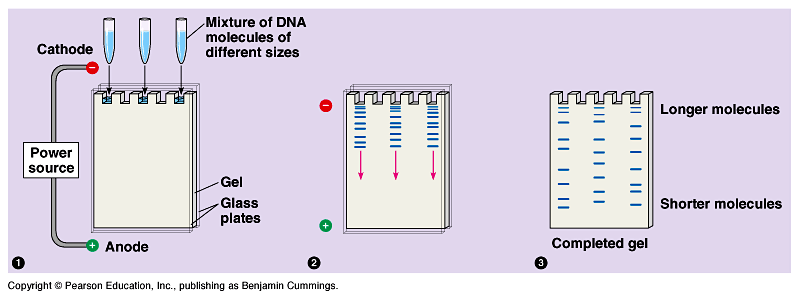 Mixture of DNA
molecules of
different sizes
Cathode
−
Power
source
Gel
Glass
plates
+
Anode
1
−
+
2
Longer molecules
Shorter molecules
Completed gel
3
Copyright © Pearson Education, Inc., publishing as Benjamin Cummings.